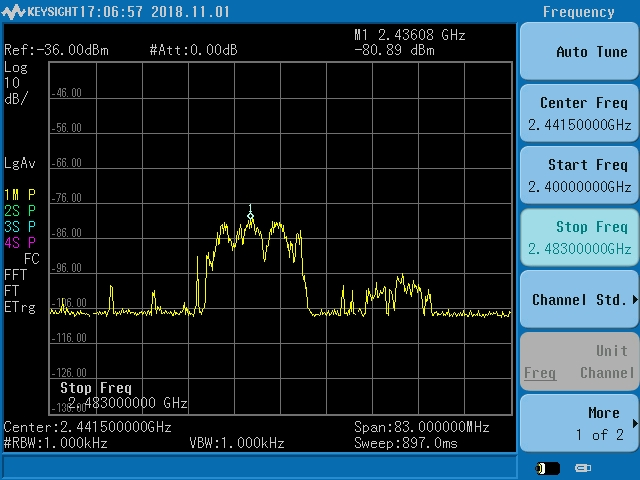 KEYSIGHT 17:06:57 2018.11.01
Frequency
M1 2.43608 GHz
Ref:-36.00dBm #Att:0.00dB -80.89 dBm
Log
10
dB/
LgAv
1M P
2S P
3S P
4S P
FC
FFT
FT
ETrg
-46.00
-56.00
-66.00
-76.00
-86.00
-96.00
-106.00
-116.00
-126.00
-136.00
1
Stop Freq
2.483000000 GHz
Center:2.441500000GHz Span:83.000000MHz
#RBW:1.000kHz VBW:1.000kHz Sweep:897.0ms
Auto Tune
Center Freq
2.44150000GHz
Start Freq
2.40000000GHz
Stop Freq
2.48300000GHz
Channel Std.
Unit
Freq Channel
More
1 of 2